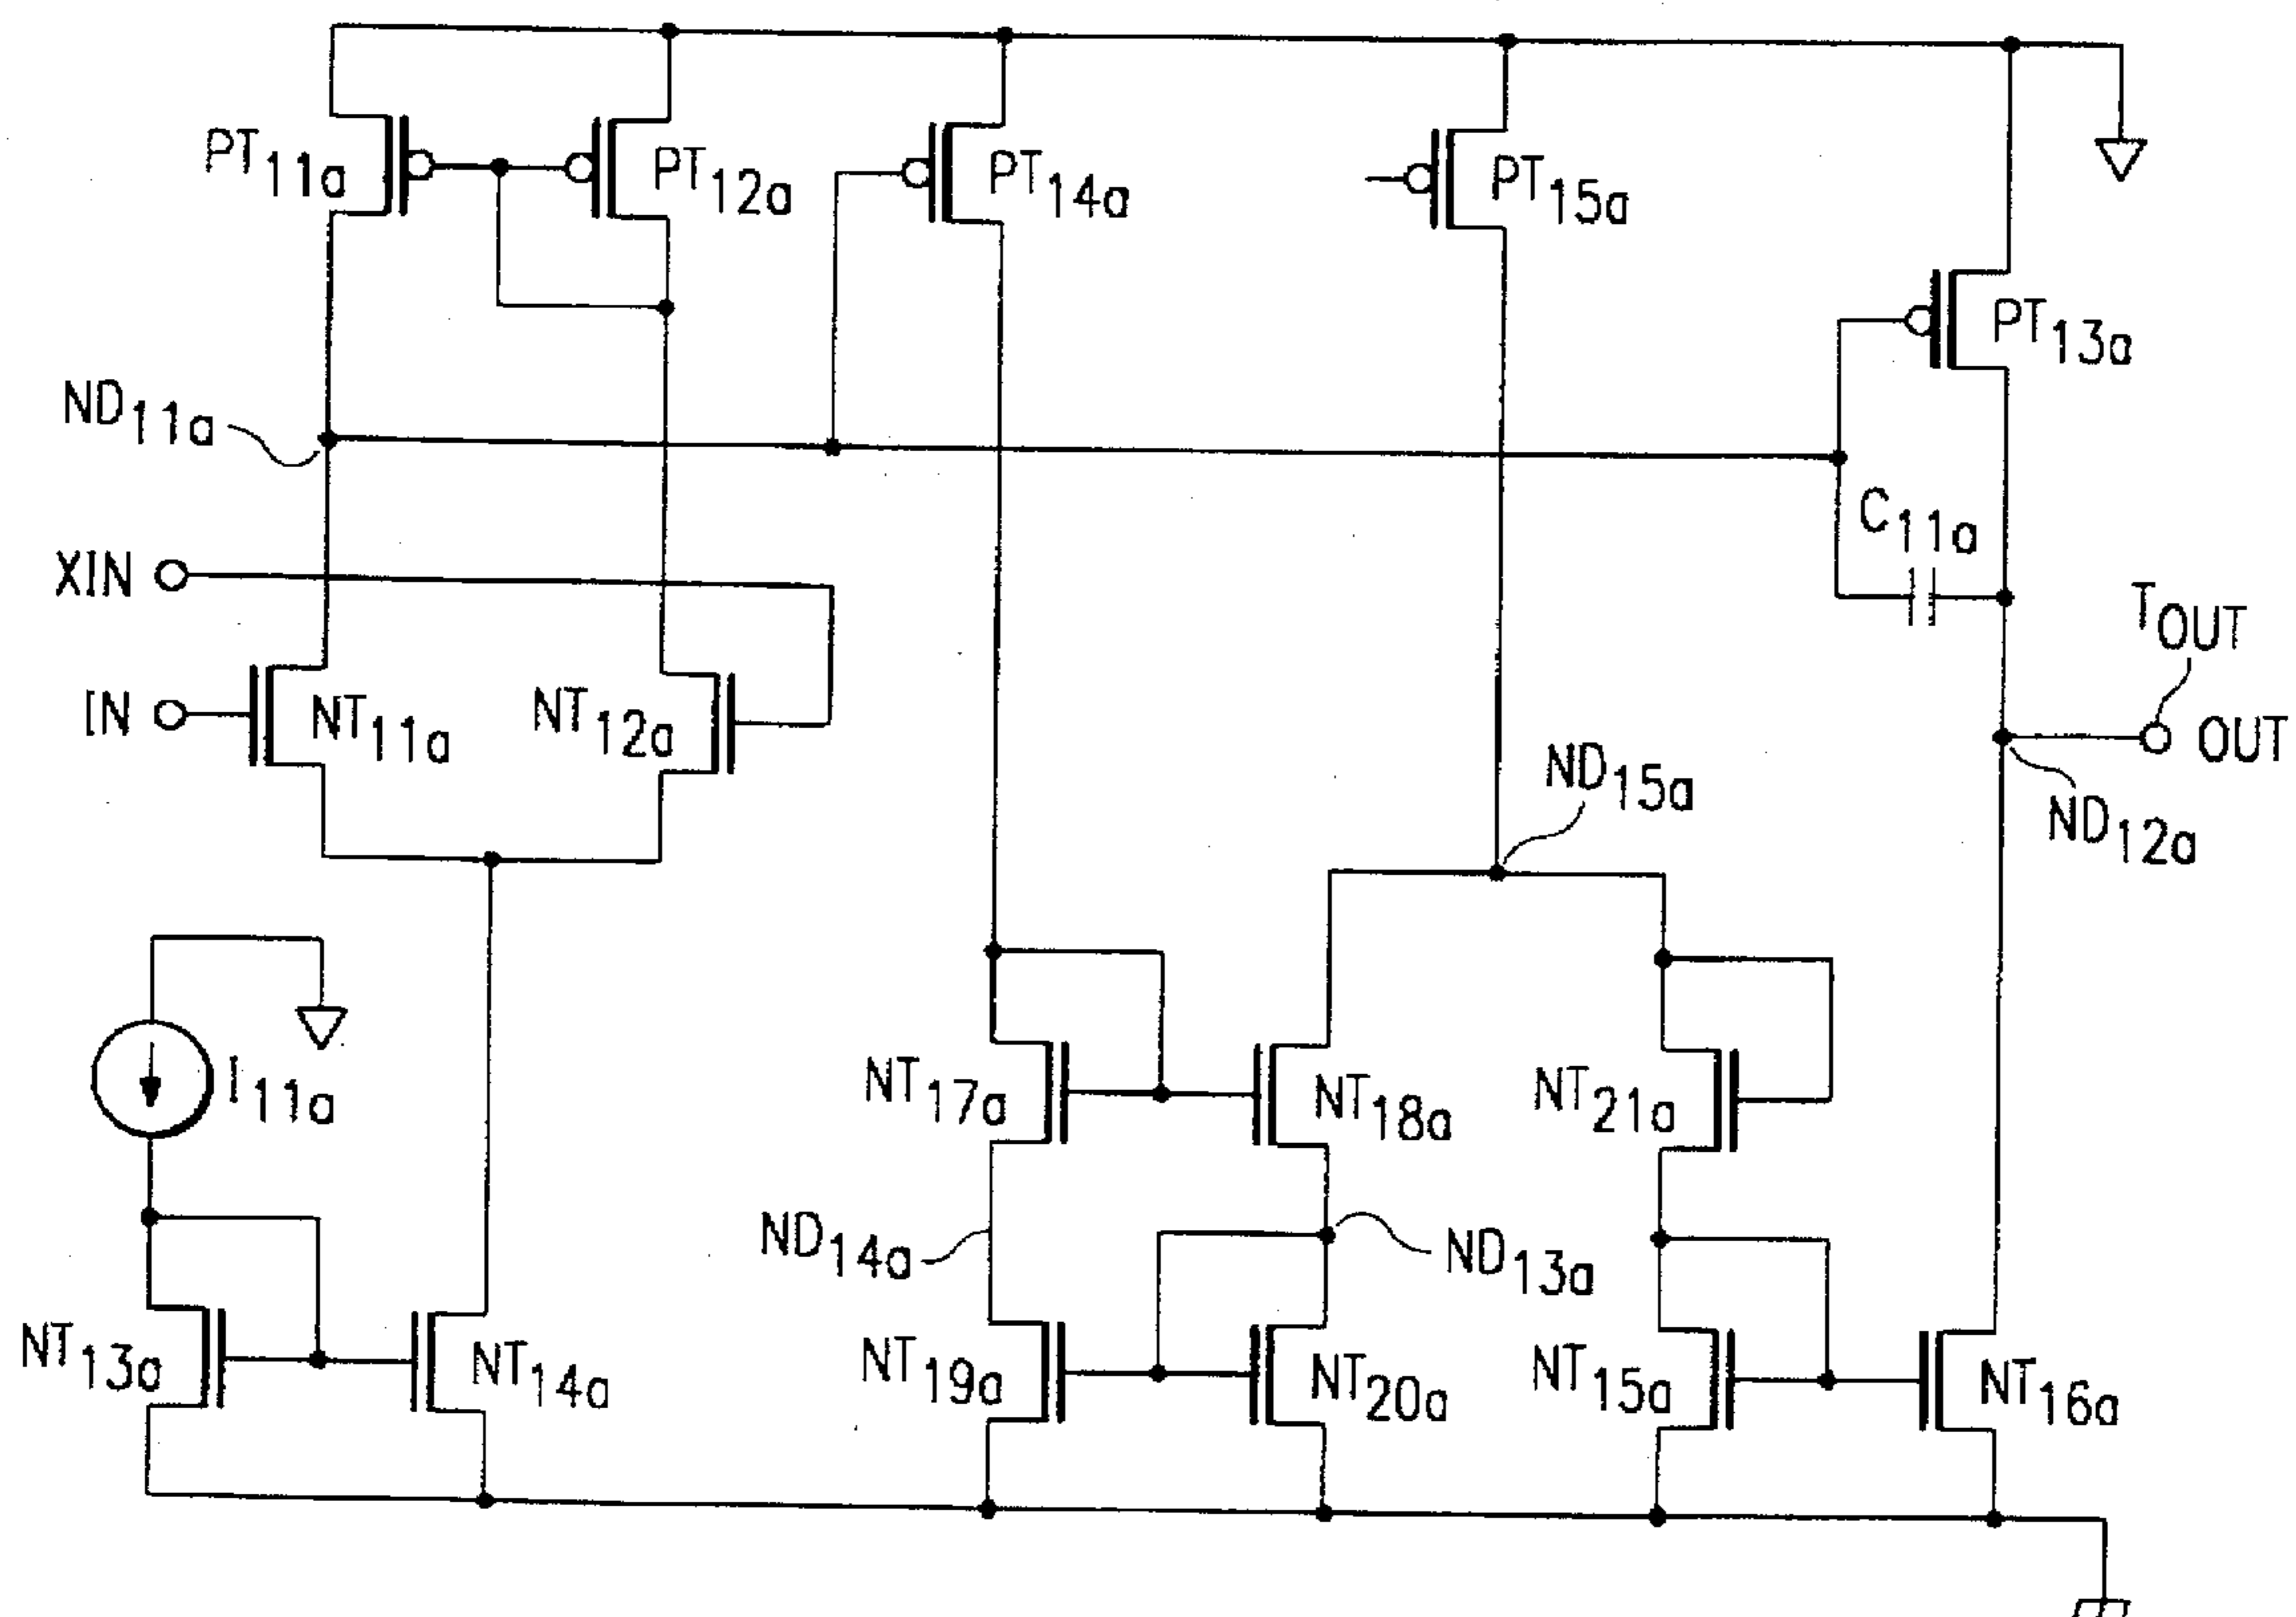 PT11a
PT12a
PT14a
PT15a
PT13a
ND11a
C11a
XIN
TOUT
IN
NT11a
NT12a
OUT
ND15a
ND12a
I11a
NT17a
NT18a
NT21a
ND14a
ND13a
NT13a
NT14a
NT19a
NT20a
NT15a
NT16a